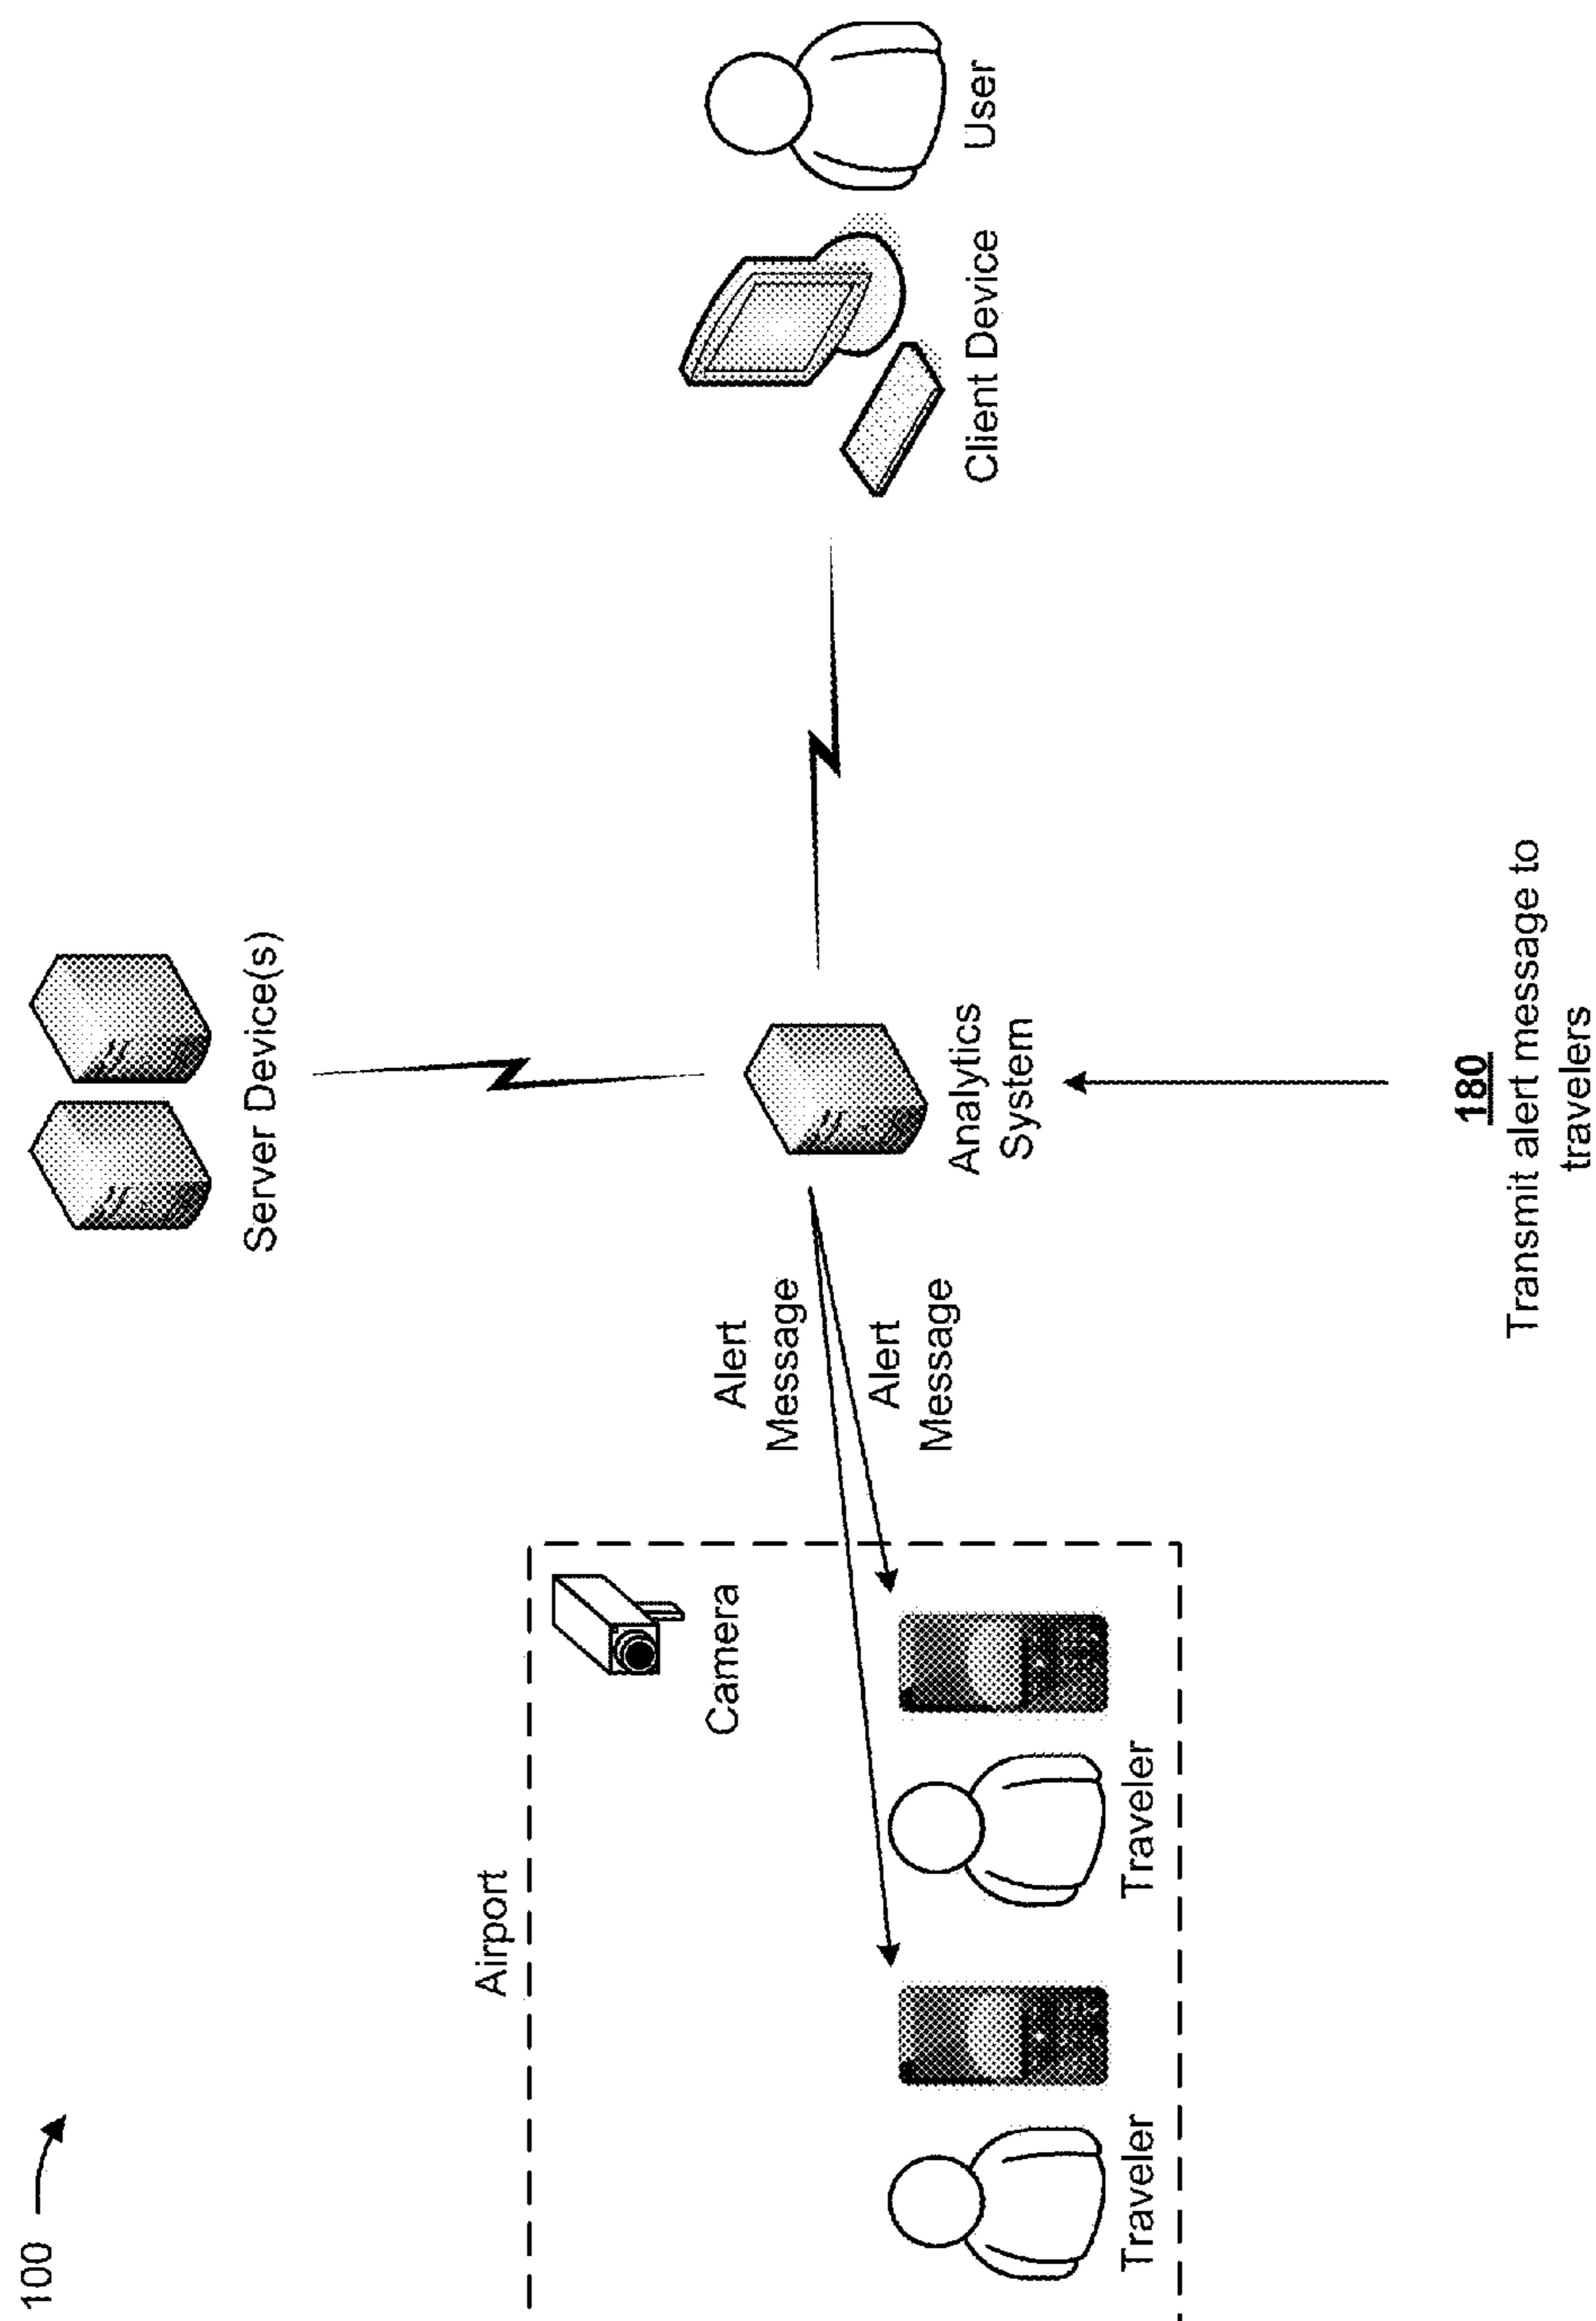 100
Server Device(s)
Airport
Camera
Alert
Message
Alert
Message
Analytics
System
Client Device
User
Traveler
Traveler
180
Transmit alert message to
travelers